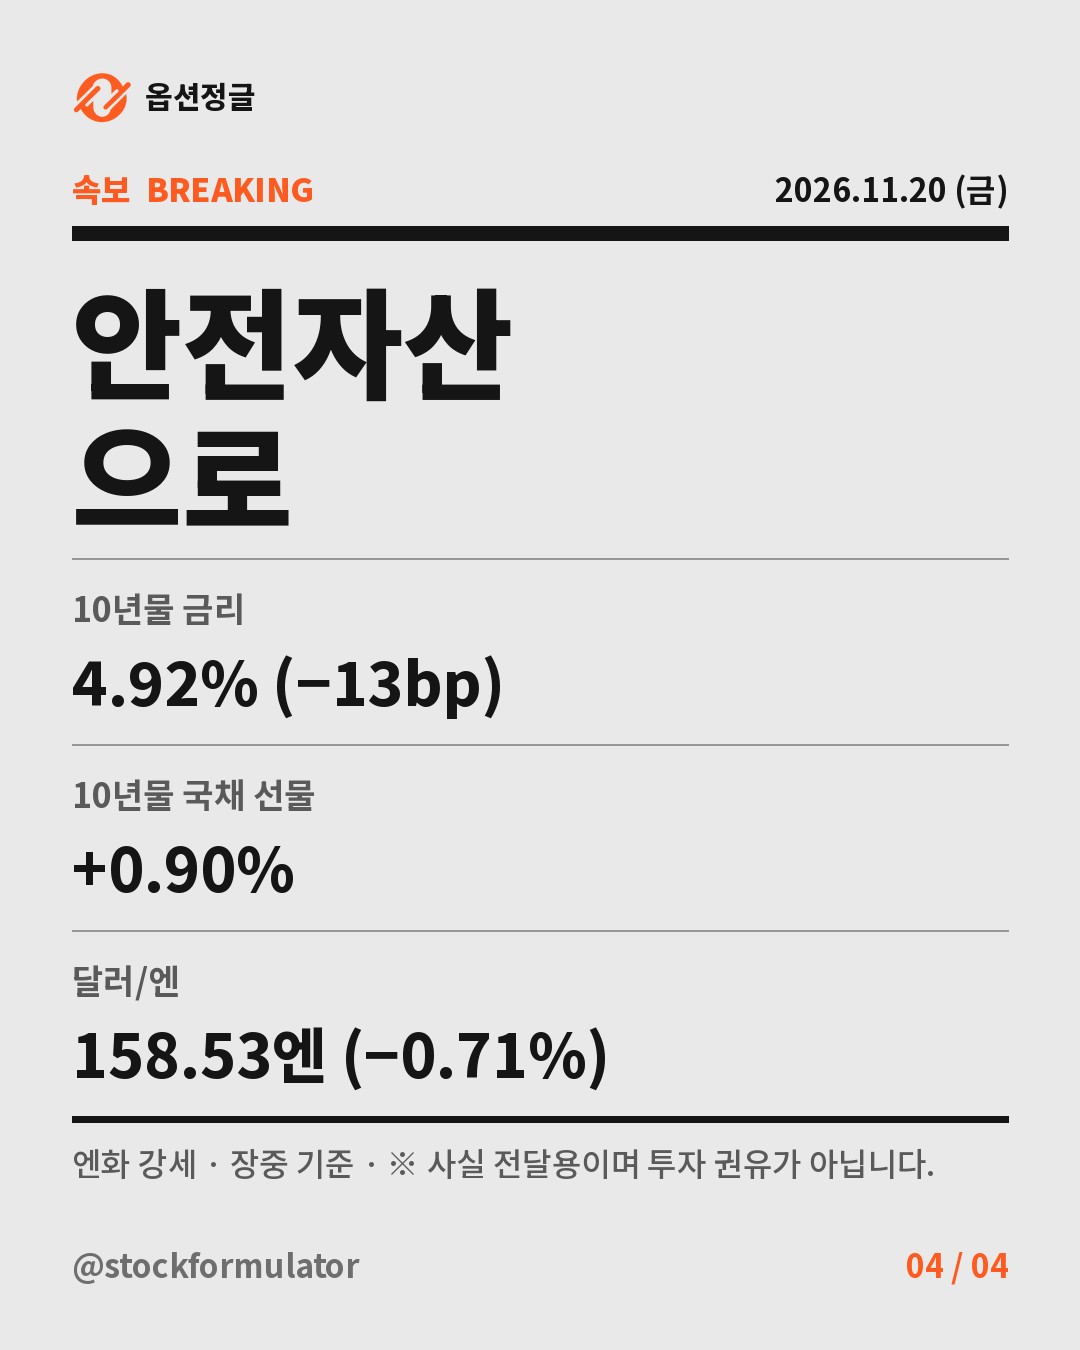 옵션정글
속보 BREAKING
2026.11.20 (금)
안전자산
으로
10년물 금리
4.92% (−13bp)
10년물 국채 선물
+0.90%
달러/엔
158.53엔 (−0.71%)
엔화 강세 · 장중 기준 · ※ 사실 전달용이며 투자 권유가 아닙니다.
@stockformulator
04 / 04